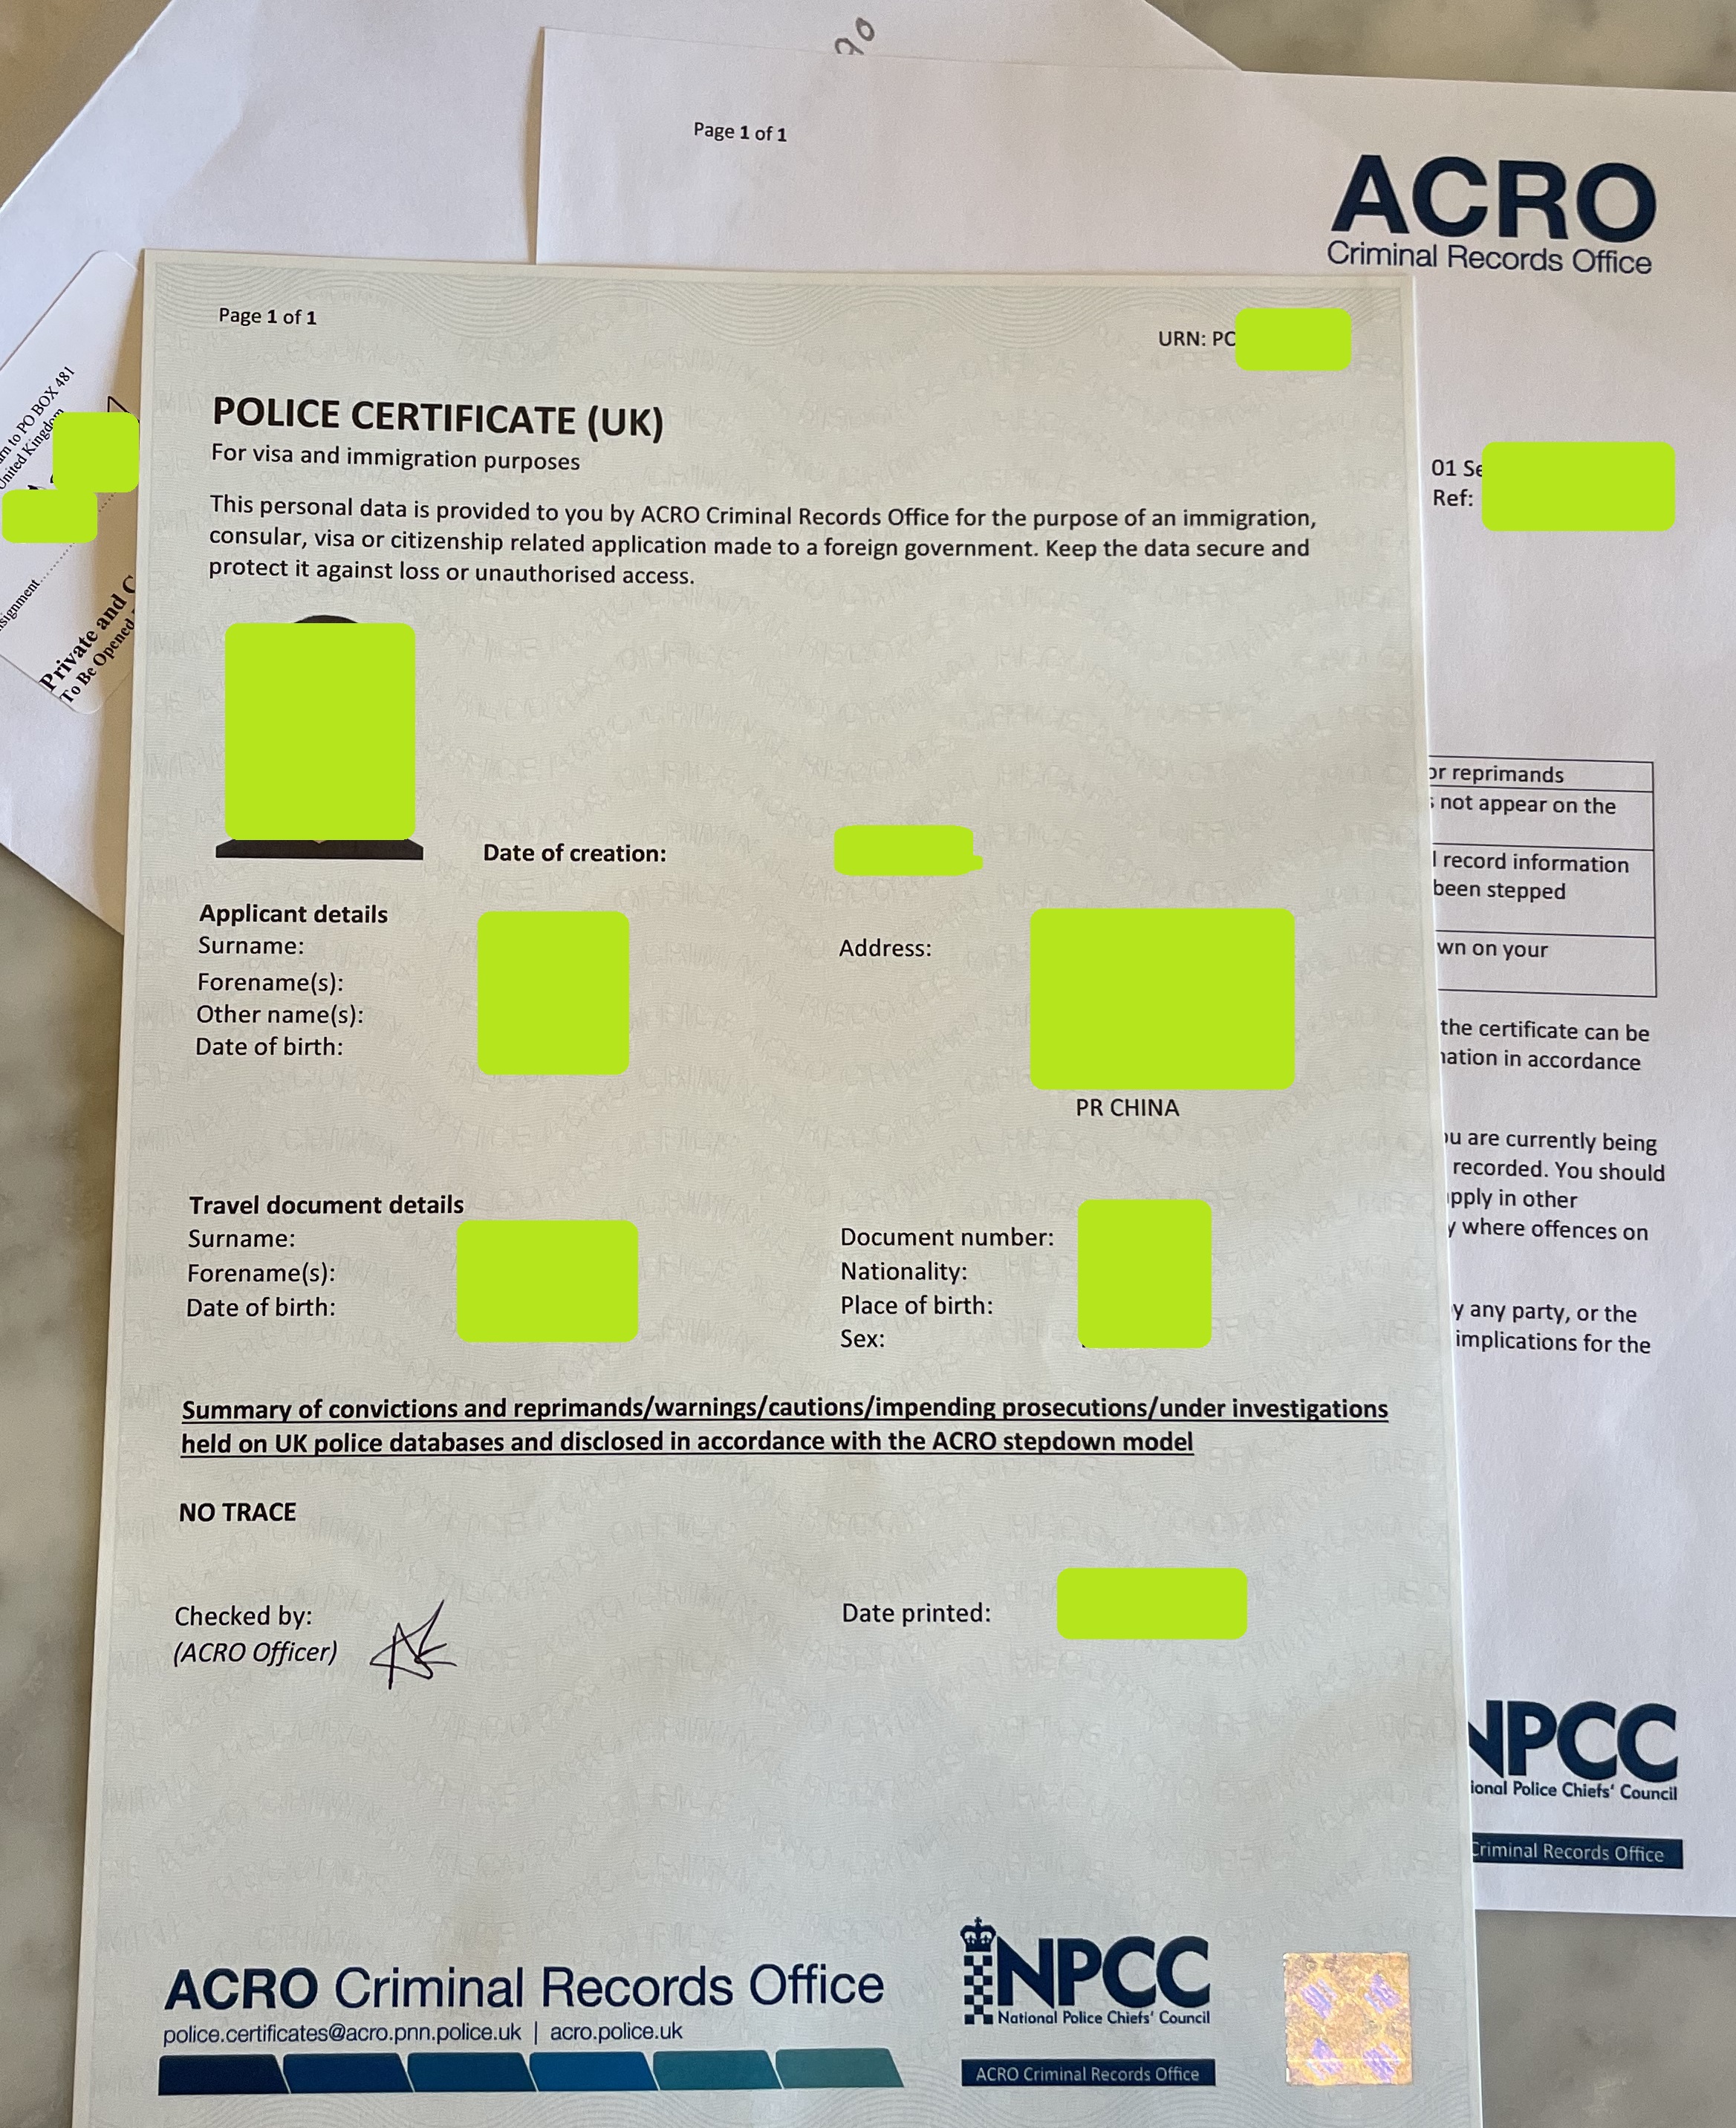 Page 1 of 1
ACRO
Criminal Records Office
Page 1 of 1
URN: PC
POLICE CERTIFICATE (UK)
For visa and immigration purposes
This personal data is provided to you by ACRO Criminal Records Office for the purpose of an immigration,
consular, visa or citizenship related application made to a foreign government. Keep the data secure and
protect it against loss or unauthorised access.
Date of creation:
Applicant details
Surname:
Forename(s):
Other name(s):
Date of birth:
Address:
PR CHINA
Travel document details
Surname:
Forename(s):
Date of birth:
Document number:
Nationality:
Place of birth:
Sex:
Summary of convictions and reprimands/warnings/cautions/impending prosecutions/under investigations
held on UK police databases and disclosed in accordance with the ACRO stepdown model
NO TRACE
Checked by:
(ACRO Officer)
Date printed:
ACRO Criminal Records Office
police.certificates@acro.pnn.police.uk | acro.police.uk
NPCC
National Police Chiefs' Council
ACRO Criminal Records Office
to PO BOX 481
United Kingdom
Private and
To Be Opened
01
Ref:
or reprimands
not appear on the
record information
been stepped
on your
the certificate can be
in accordance
are currently being
recorded. You should
in other
where offences on
any party, or the
implications for the
NPCC
Police Chiefs' Council
Criminal Records Office